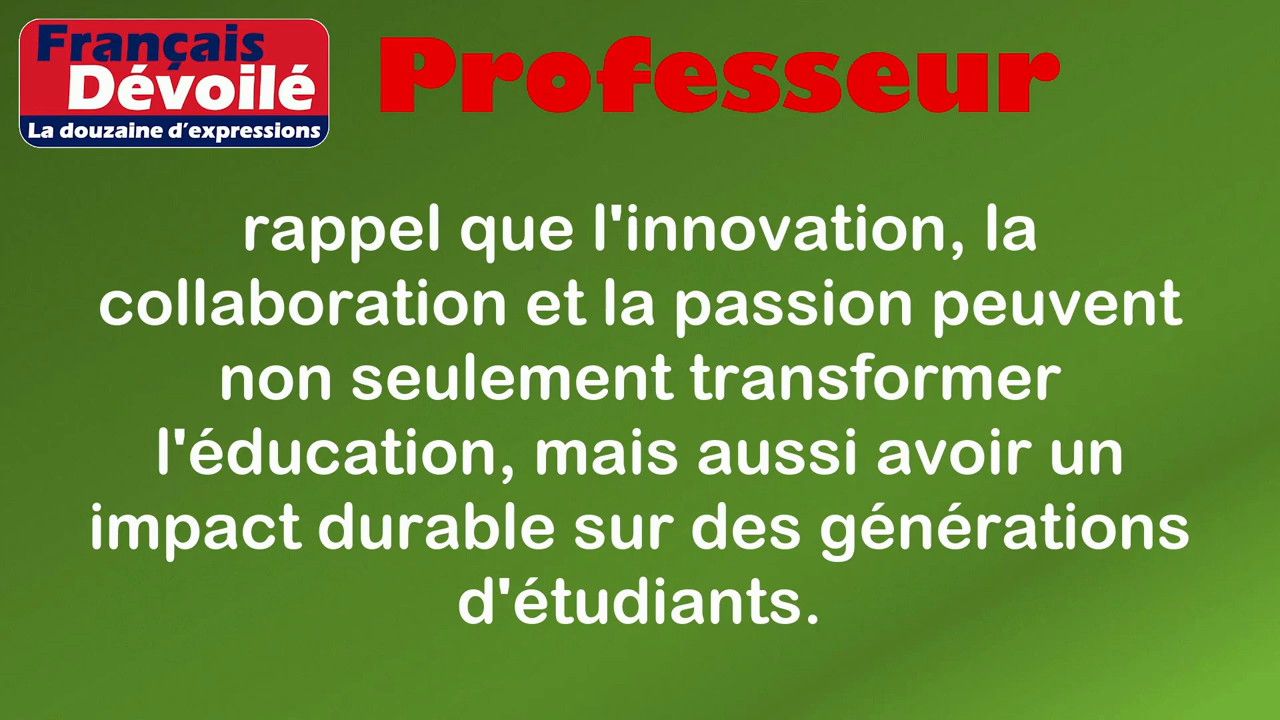 Français
Dévoilé
La douzaine d'expressions
Professeur
rappel que l'innovation, la
collaboration et la passion peuvent
non seulement transformer
l'éducation, mais aussi avoir un
impact durable sur des générations
d'étudiants.